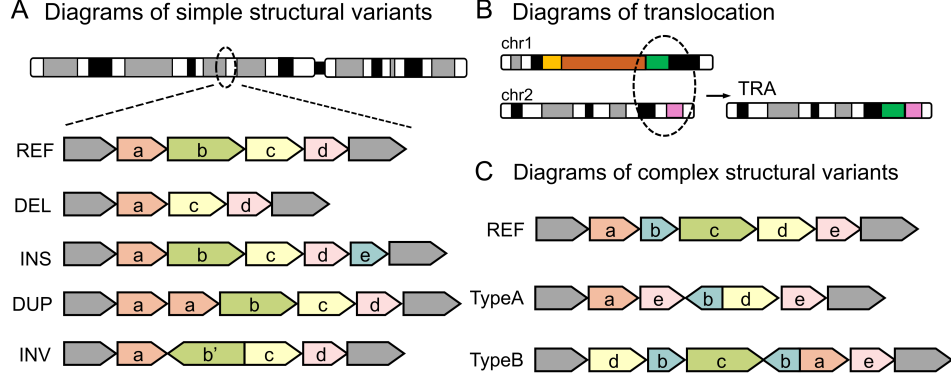 A Diagrams of simple structural variants
REF a b c d
DEL a c d
INS a b c d e
DUP a a b c d
INV a b’ c d
B Diagrams of translocation
chr1
chr2
TRA
C Diagrams of complex structural variants
REF a b c d e
TypeA a e b d e
TypeB d b c b a e